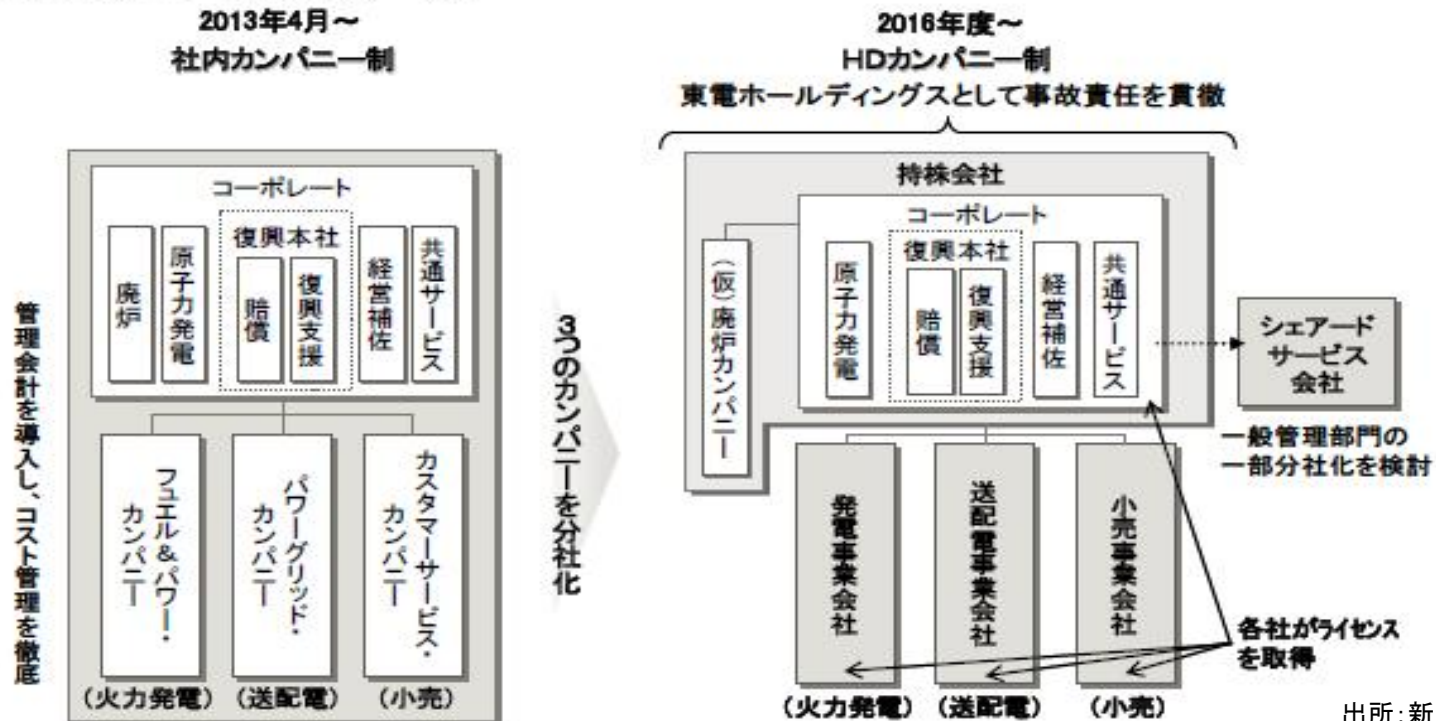 2013年4月～
社内カンパニー制
管理会計を導入し、コスト管理を徹底
コーポレート
廃炉
原子力発電
復興本社
賠償
復興支援
経営補佐
共通サービス
フュエル＆パワー・
カンパニー
パワーグリッド・
カンパニー
カスタマーサービス・
カンパニー
（火力発電）
（送配電）
（小売）
3つのカンパニーを分社化
2016年度～
HDカンパニー制
東電ホールディングスとして事故責任を貫徹
持株会社
（仮）廃炉カンパニー
コーポレート
原子力発電
復興本社
賠償
復興支援
経営補佐
共通サービス
シェアード
サービス
会社
一般管理部門の
一部分社化を検討
発電事業会社
送配電事業会社
小売事業会社
各社がライセンス
を取得
（火力発電）
（送配電）
（小売）
出所：新